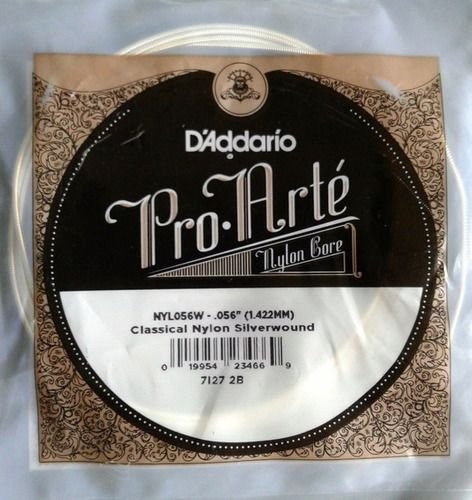 D'Addario
Pro·Arté
Nylon Core
NYL056W - .056" (1.422MM)
Classical Nylon Silverwound
0 19954 23466 9
7127 2B